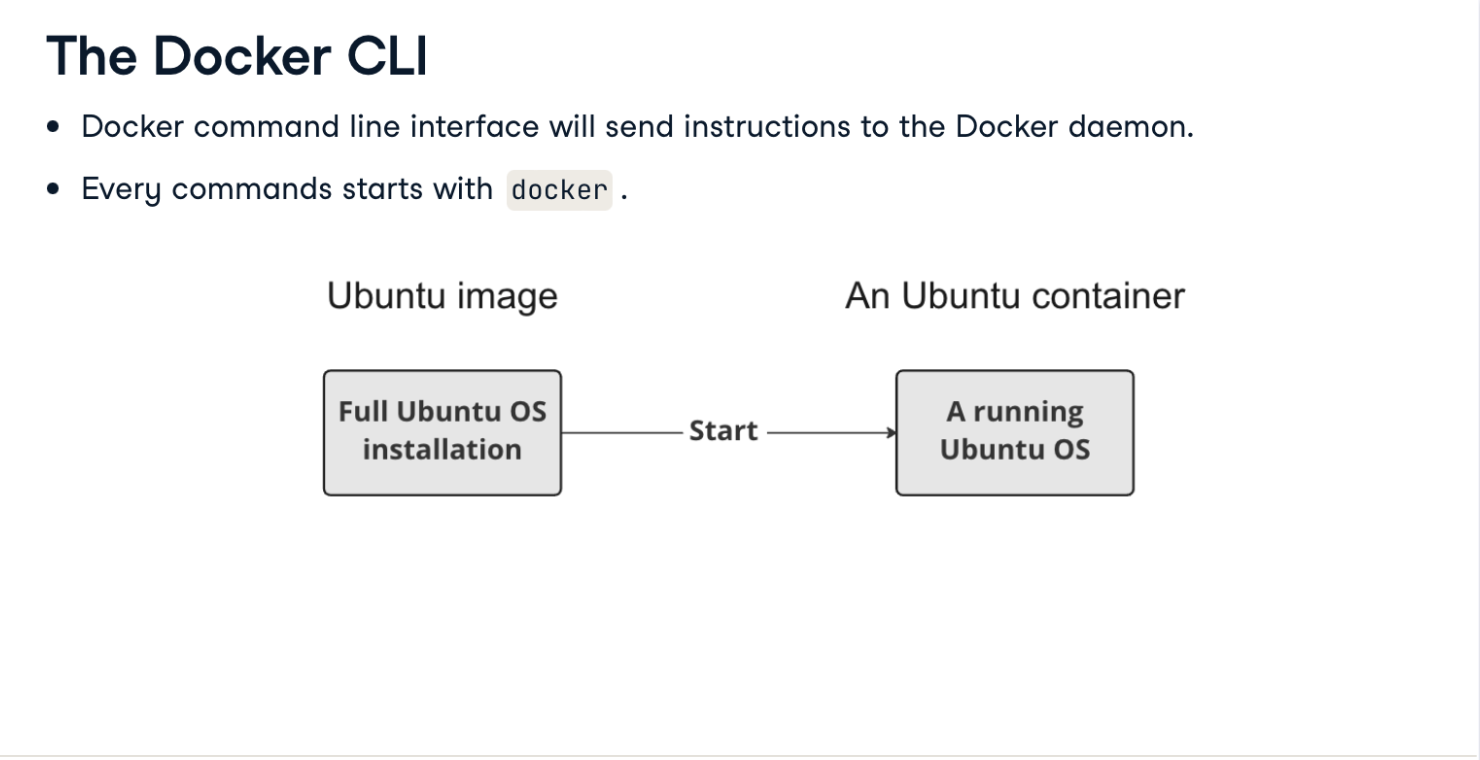 The Docker CLI
• Docker command line interface will send instructions to the Docker daemon.
• Every commands starts with docker .
Ubuntu image
An Ubuntu container
Full Ubuntu OS
installation
Start
A running
Ubuntu OS